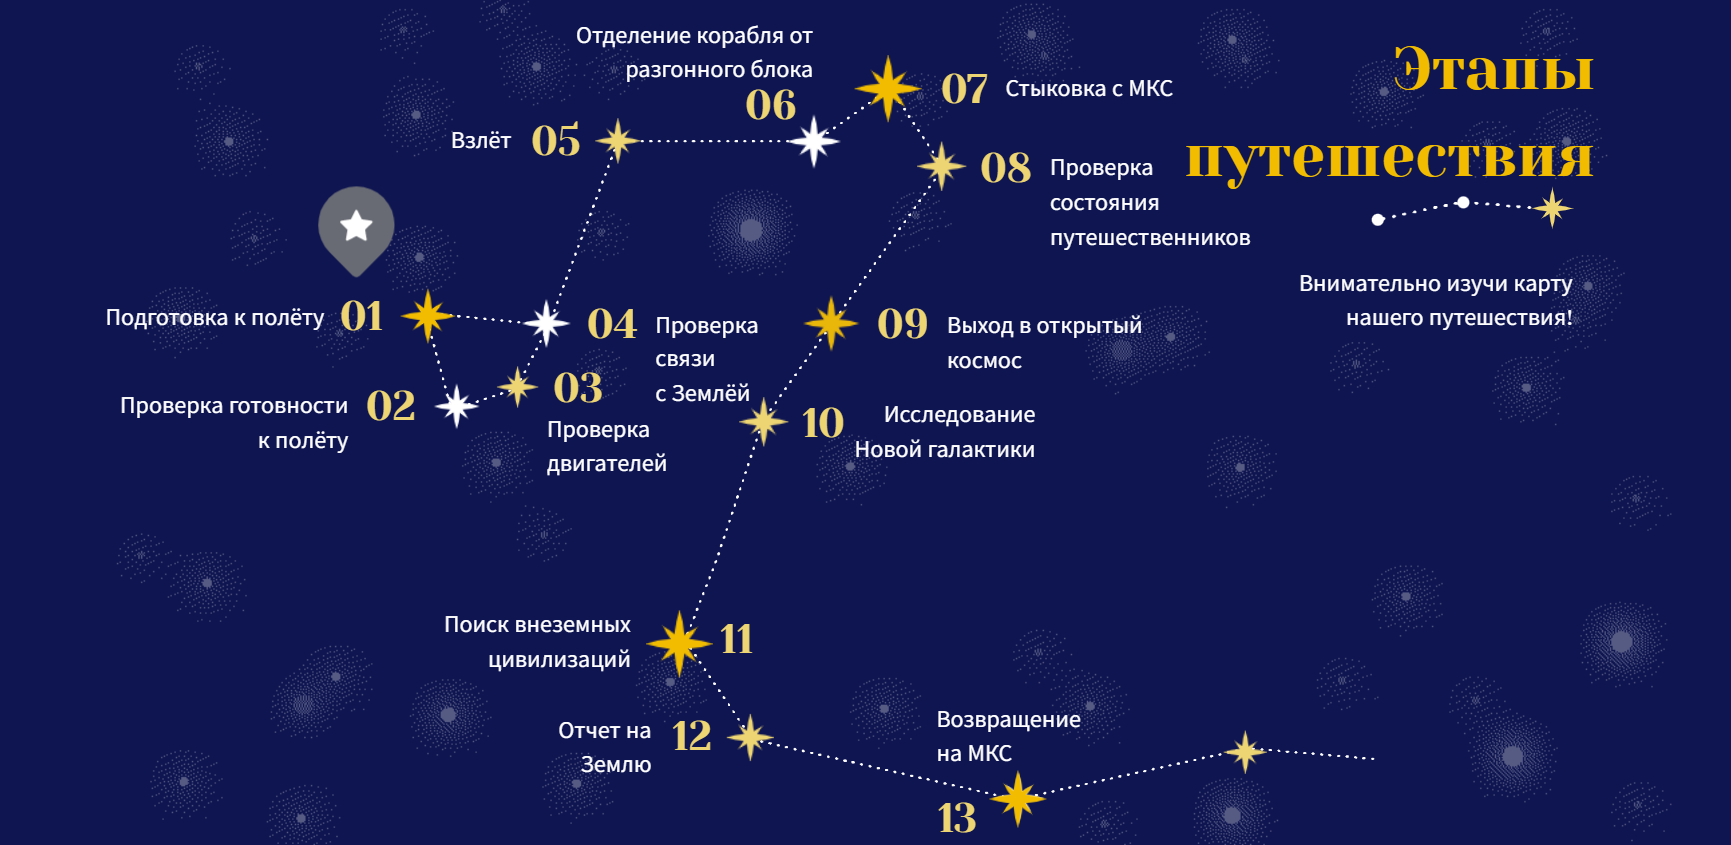 Этапы
путешествия
Внимательно изучи карту
нашего путешествия!
Подготовка к полёту 01
Проверка готовности
к полёту
02
03
Проверка
двигателей
04
Проверка
связи
с Землёй
Взлёт 05
Отделение корабля от
разгонного блока
06
07 Стыковка с МКС
08
Проверка
состояния
путешественников
09
Выход в открытый
космос
10
Исследование
Новой галактики
Поиск внеземных
цивилизаций
11
Отчет на
Землю
12
Возвращение
на МКС
13